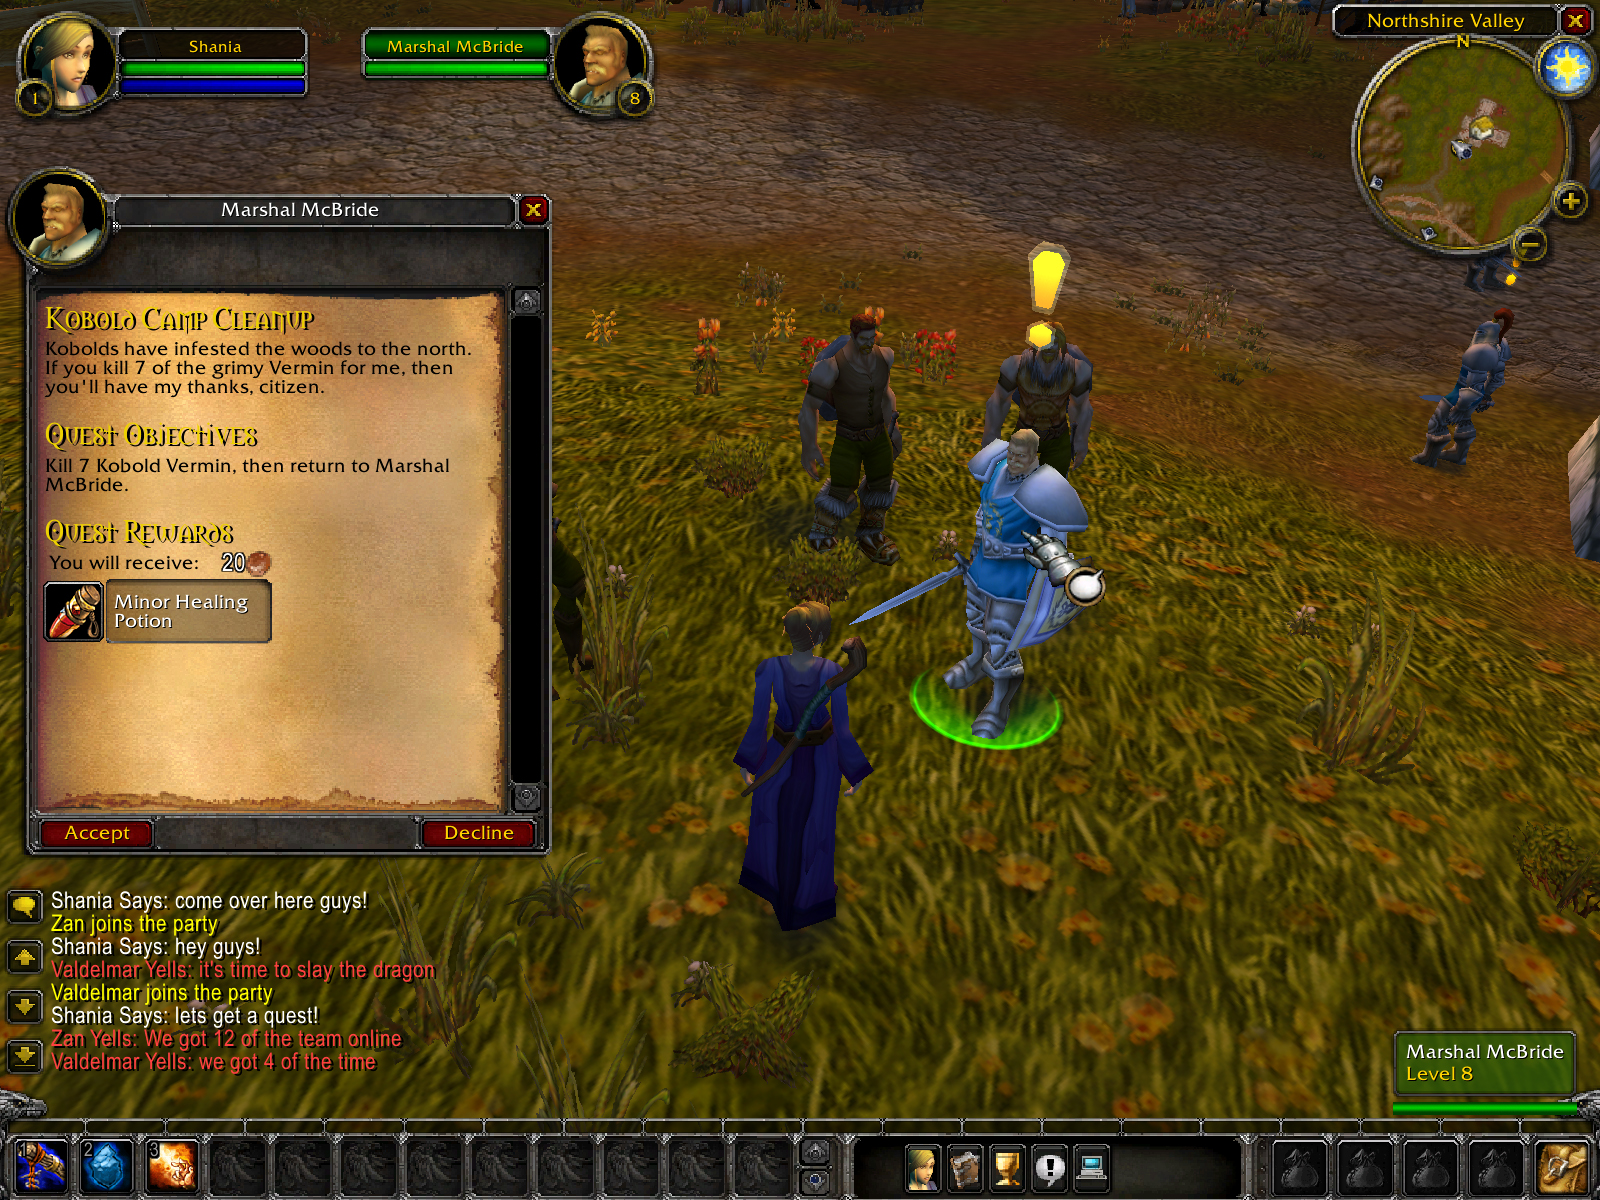 Shania
1
Marshal McBride
8
Northshire Valley
N
Marshal McBride
Kobold Camp Cleanup
Kobolds have infested the woods to the north.
If you kill 7 of the grimy Vermin for me, then
you'll have my thanks, citizen.
Quest Objectives
Kill 7 Kobold Vermin, then return to Marshal
McBride.
Quest Rewards
You will receive: 20
Minor Healing
Potion
Accept
Decline
Shania Says: come over here guys!
Zan joins the party
Shania Says: hey guys!
Valdelmar Yells: it's time to slay the dragon
Valdelmar joins the party
Shania Says: lets get a quest!
Zan Yells: We got 12 of the team online
Valdelmar Yells: we got 4 of the time
Marshal McBride
Level 8
1
2
3